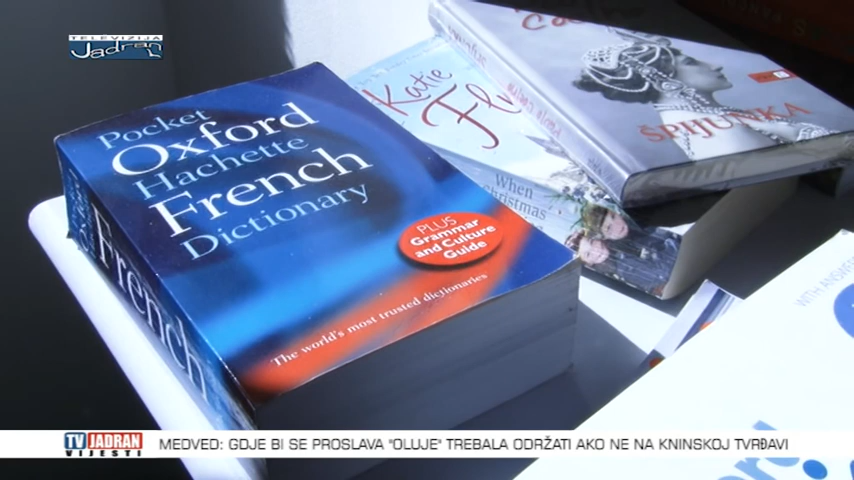 TELEVIZIJA
Jadran
Pocket
Oxford
Hachette
French
Dictionary
PLUS
Grammar
and Culture
Guide
The world's most trusted dictionaries
French
Katie
When
Christmas
ŠPIJUNKA
WITH ANSWERS
TV JADRAN
VIJESTI
MEDVED: GDJE BI SE PROSLAVA "OLUJE" TREBALA ODRŽATI AKO NE NA KNINSKOJ TVRĐAVI